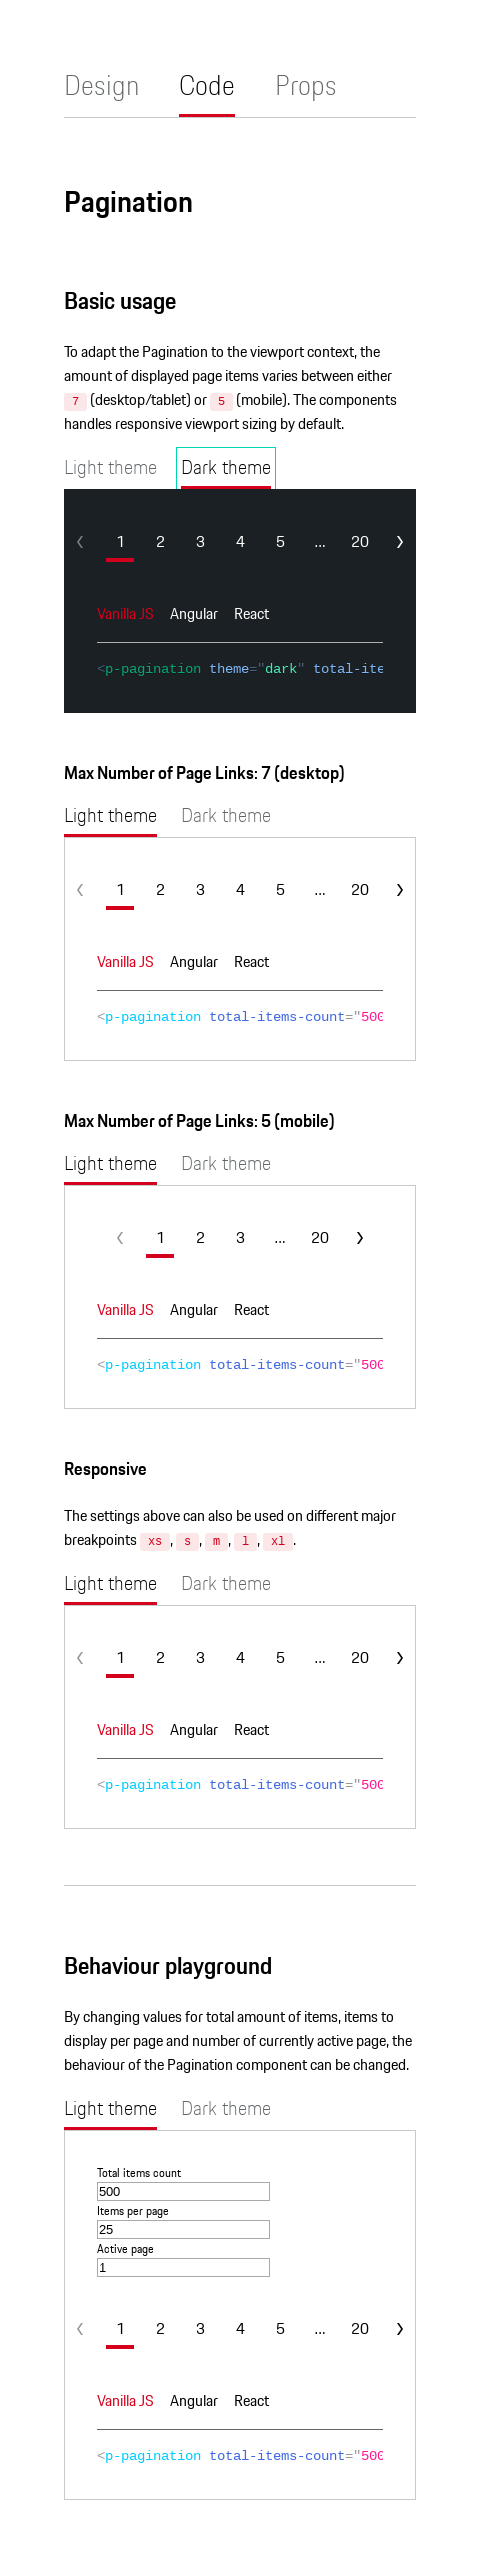 Design Code Props
Pagination
Basic usage
To adapt the Pagination to the viewport context, the
amount of displayed page items varies between either
7 (desktop/tablet) or 5 (mobile). The components
handles responsive viewport sizing by default.
Light theme Dark theme
1 2 3 4 5 ... 20
Vanilla JS Angular React
<p-pagination theme="dark" total-ite
Max Number of Page Links: 7 (desktop)
Light theme Dark theme
1 2 3 4 5 ... 20
Vanilla JS Angular React
<p-pagination total-items-count="500
Max Number of Page Links: 5 (mobile)
Light theme Dark theme
1 2 3 ... 20
Vanilla JS Angular React
<p-pagination total-items-count="500
Responsive
The settings above can also be used on different major
breakpoints xs, s, m, l, xl.
Light theme Dark theme
1 2 3 4 5 ... 20
Vanilla JS Angular React
<p-pagination total-items-count="500
Behaviour playground
By changing values for total amount of items, items to
display per page and number of currently active page, the
behaviour of the Pagination component can be changed.
Light theme Dark theme
Total items count
500
Items per page
25
Active page
1
1 2 3 4 5 ... 20
Vanilla JS Angular React
<p-pagination total-items-count="500